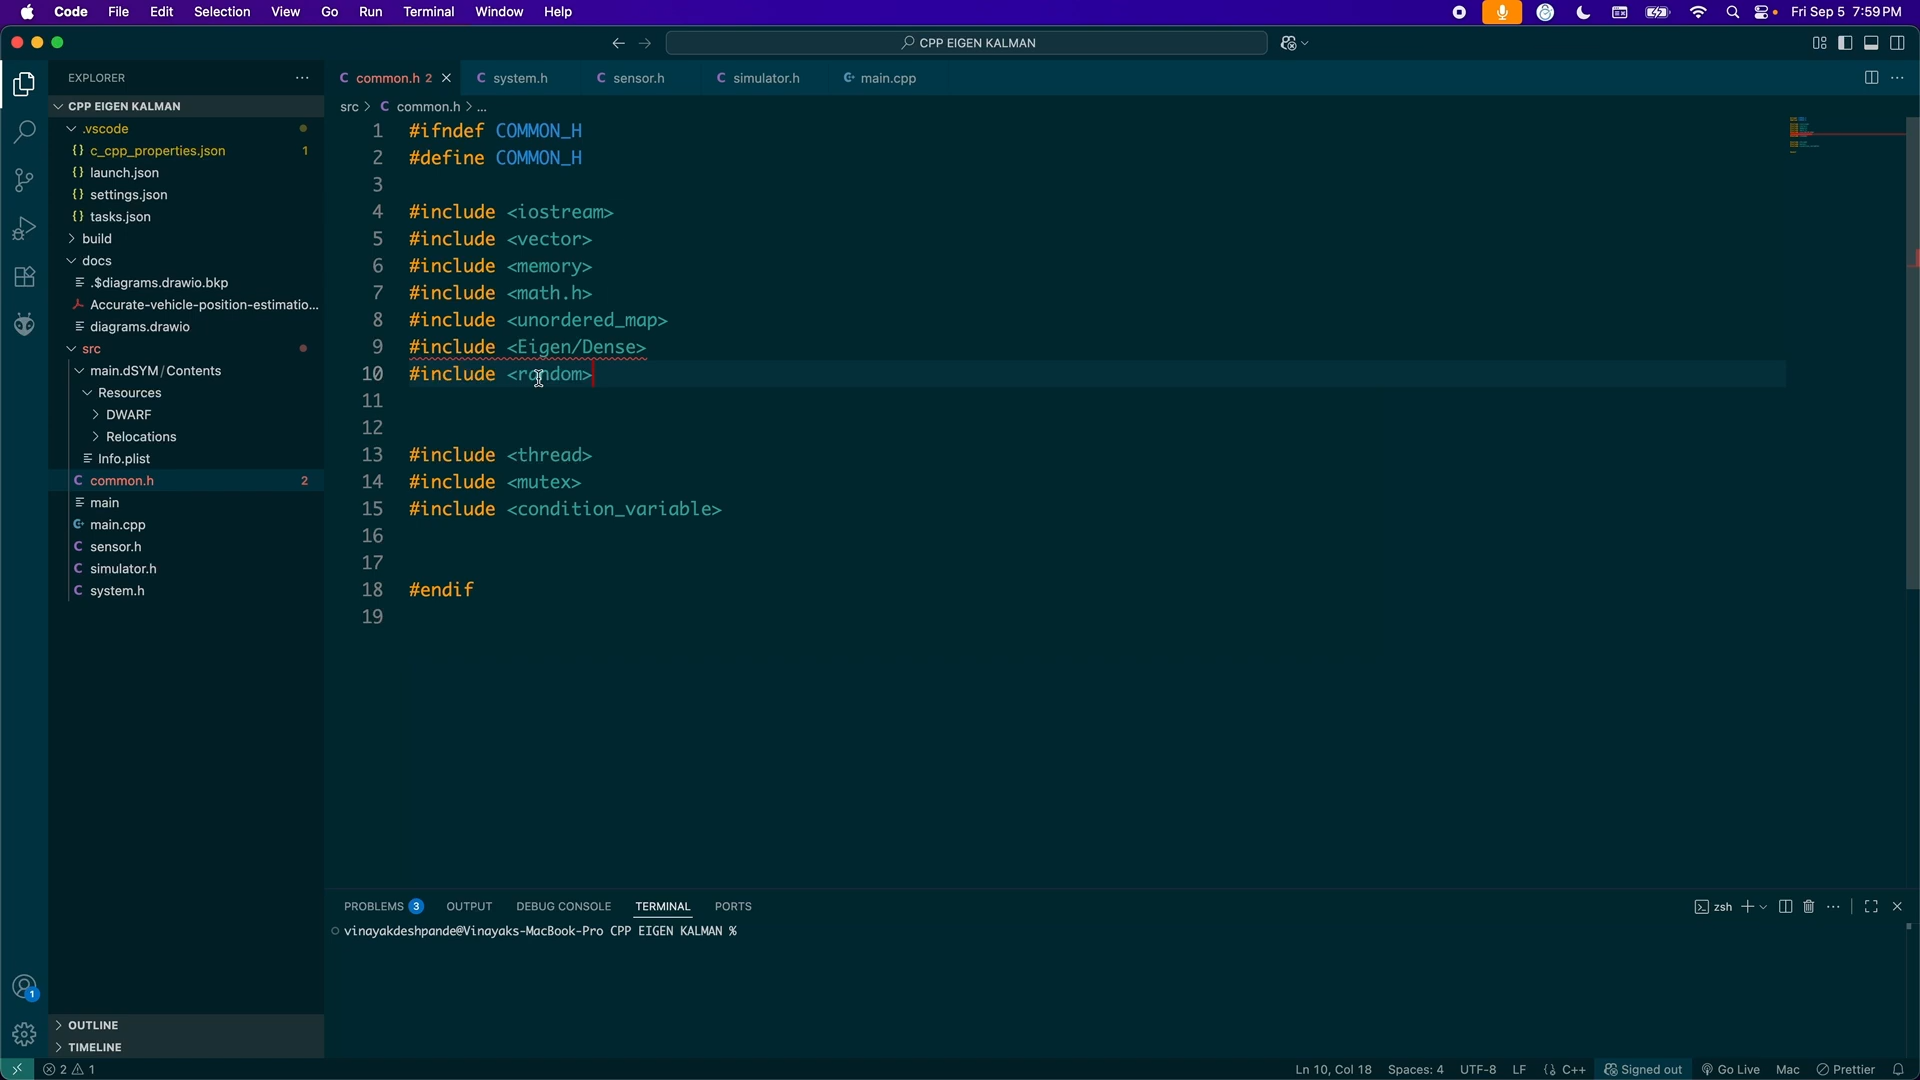 Code File Edit Selection View Go Run Terminal Window Help Fri Sep 5 7:59 PM
CPP EIGEN KALMAN
EXPLORER
CPP EIGEN KALMAN
.vscode
c_cpp_properties.json 1
launch.json
settings.json
tasks.json
build
docs
.$diagrams.drawio.bkp
Accurate-vehicle-position-estimatio...
diagrams.drawio
src
main.dSYM/Contents
Resources
DWARF
Relocations
Info.plist
common.h 2
main
main.cpp
sensor.h
simulator.h
system.h
OUTLINE
TIMELINE
common.h 2 system.h sensor.h simulator.h main.cpp
src > C common.h > ...
1 #ifndef COMMON_H
2 #define COMMON_H
3
4 #include <iostream>
5 #include <vector>
6 #include <memory>
7 #include <math.h>
8 #include <unordered_map>
9 #include <Eigen/Dense>
10 #include <random>
11
12
13 #include <thread>
14 #include <mutex>
15 #include <condition_variable>
16
17
18 #endif
19
PROBLEMS 3 OUTPUT DEBUG CONSOLE TERMINAL PORTS zsh
vinayakdeshpande@Vinayaks-MacBook-Pro CPP EIGEN KALMAN %
1
2 1 Ln 10, Col 18 Spaces: 4 UTF-8 LF {} C++ Signed out Go Live Mac Prettier